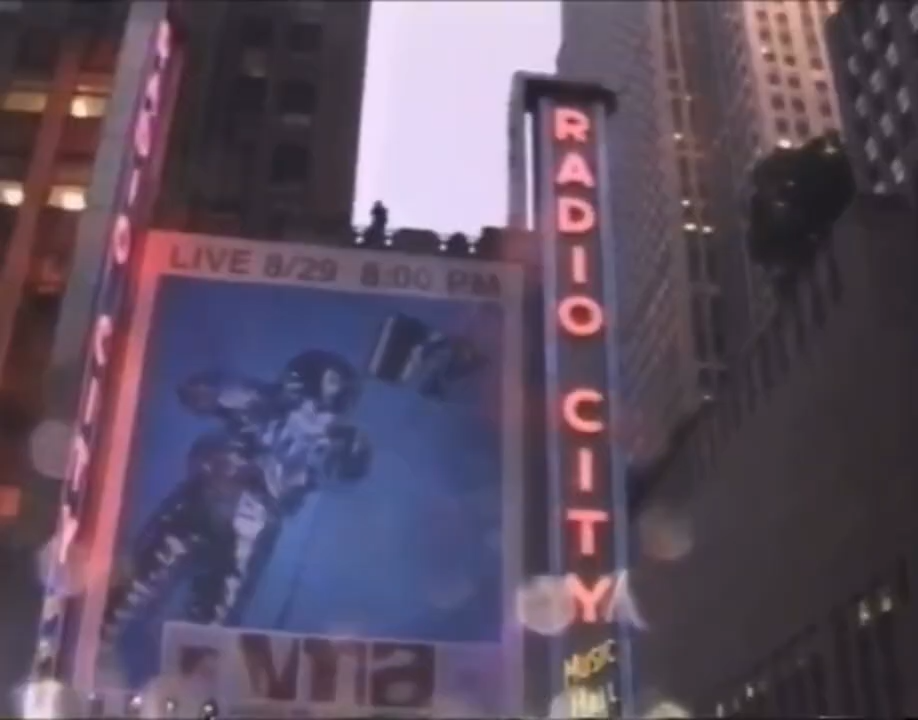 LIVE 8/29 8:00 PM
vma
RADIO CITY
MUSIC
HALL
RADIO CITY